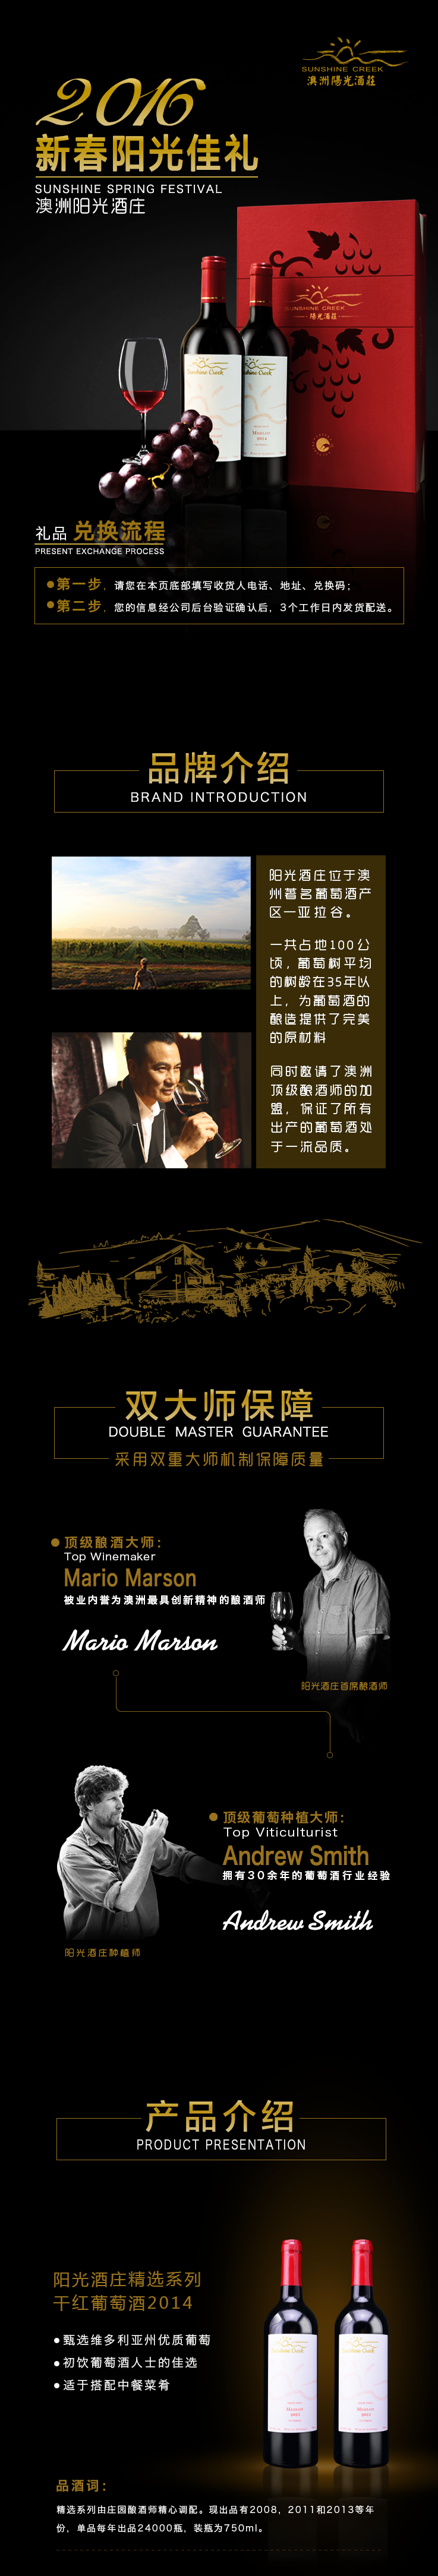 SUNSHINE CREEK
澳洲陽光酒莊
2016
新春阳光佳礼
SUNSHINE SPRING FESTIVAL
澳洲阳光酒庄
SUNSHINE CREEK
·陽光酒莊·
Sunshine Creek
Sunshine Creek
MERLOT
2014
礼品 兑换流程
PRESENT EXCHANGE PROCESS
●第一步，请您在本页底部填写收货人电话、地址、兑换码；
●第二步，您的信息经公司后台验证确认后，3个工作日内发货配送。
品牌介绍
BRAND INTRODUCTION
阳光酒庄位于澳
州著名葡萄酒产
区一亚拉谷。
一共占地100公
顷，葡萄树平均
的树龄在35年以
上，为葡萄酒的
酿造提供了完美
的原材料
同时邀请了澳洲
顶级酿酒师的加
盟，保证了所有
出产的葡萄酒处
于一流品质。
双大师保障
DOUBLE MASTER GUARANTEE
采用双重大师机制保障质量
●顶级酿酒大师：
Top Winemaker
Mario Marson
被业内誉为澳洲最具创新精神的酿酒师
Mario Marson
阳光酒庄首席酿酒师
●顶级葡萄种植大师：
Top Viticulturist
Andrew Smith
拥有30余年的葡萄酒行业经验
Andrew Smith
阳光酒庄种植师
产品介绍
PRODUCT PRESENTATION
阳光酒庄精选系列
干红葡萄酒2014
●甄选维多利亚州优质葡萄
●初饮葡萄酒人士的佳选
●适于搭配中餐菜肴
Sunshine Creek
MERLOT
Sunshine Creek
MERLOT
品酒词：
精选系列由庄园酿酒师精心调配。现出品有2008，2011和2013等年
份，单品每年出品24000瓶，装瓶为750ml。